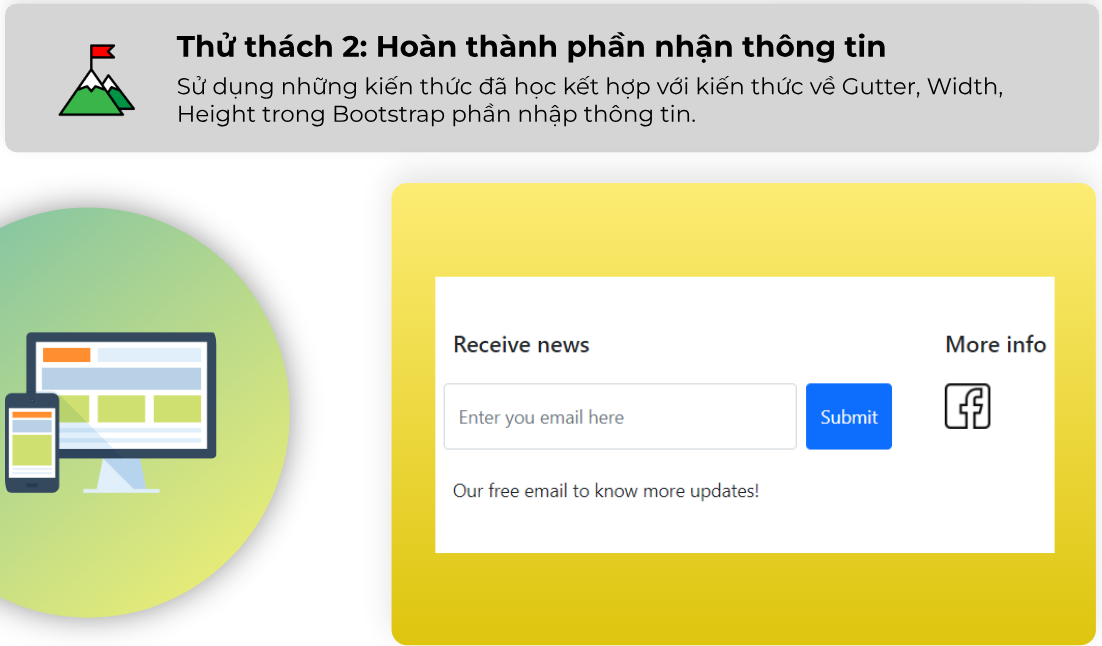 Thử thách 2: Hoàn thành phần nhận thông tin
Sử dụng những kiến thức đã học kết hợp với kiến thức về Gutter, Width,
Height trong Bootstrap phần nhập thông tin.
Receive news
More info
Enter you email here
Submit
Our free email to know more updates!